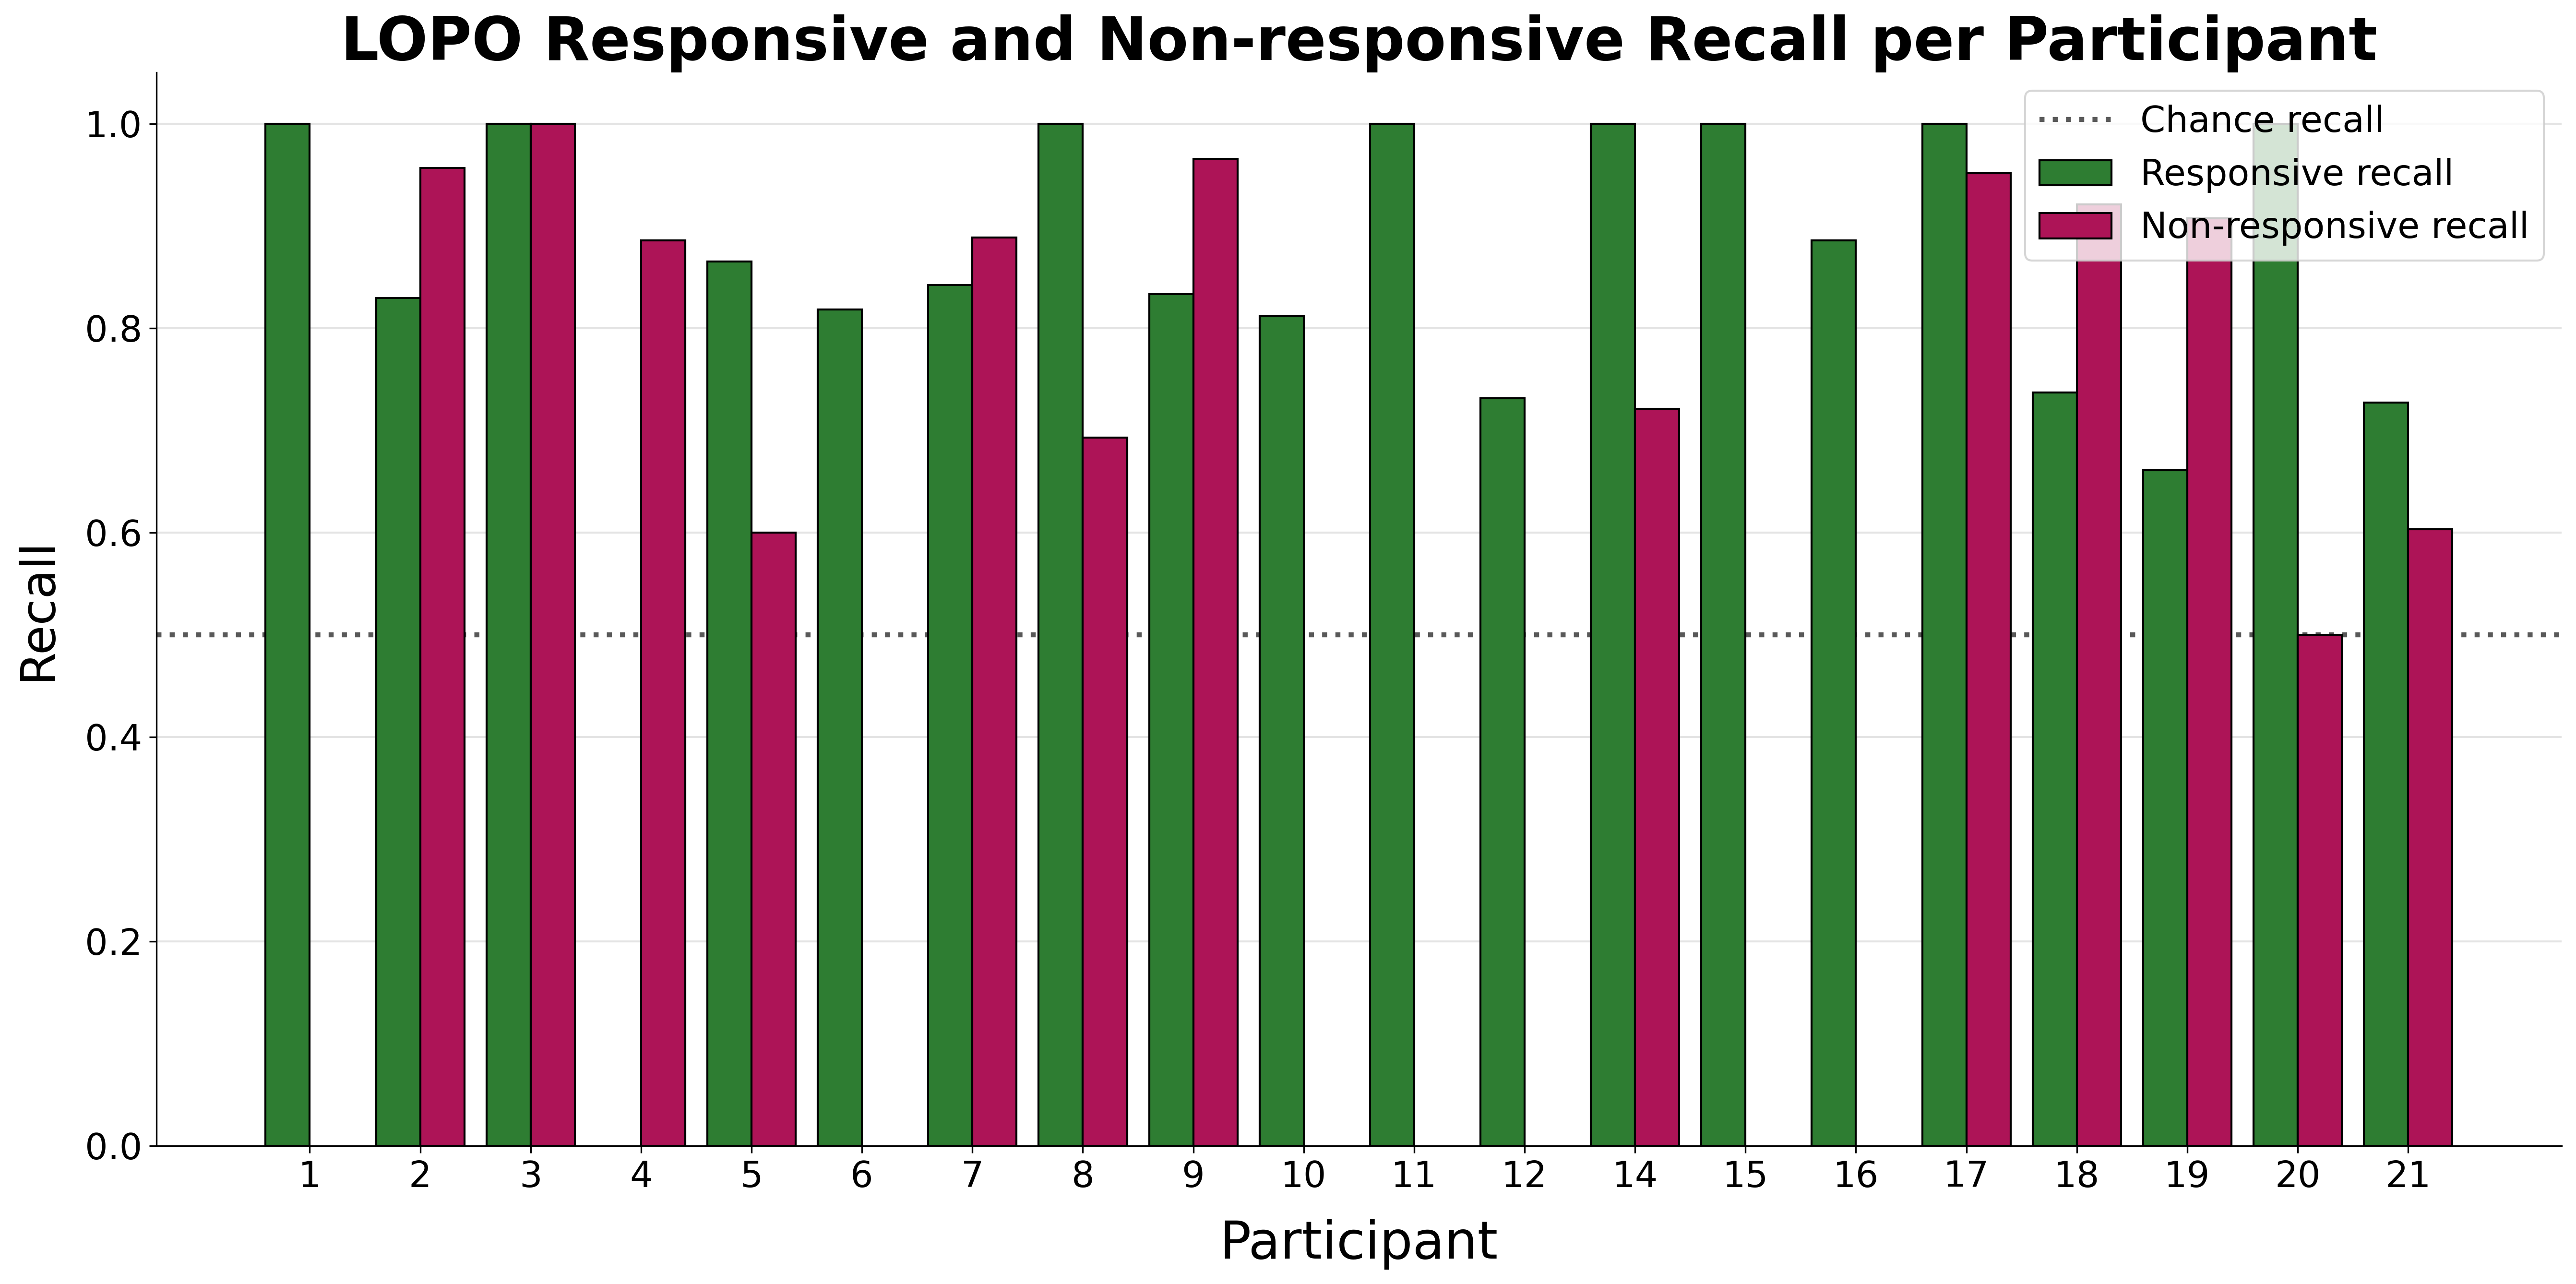 LOPO Responsive and Non-responsive Recall per Participant
Chance recall
Responsive recall
Non-responsive recall
Recall
1.0
0.8
0.6
0.4
0.2
0.0
1 2 3 4 5 6 7 8 9 10 11 12 14 15 16 17 18 19 20 21
Participant